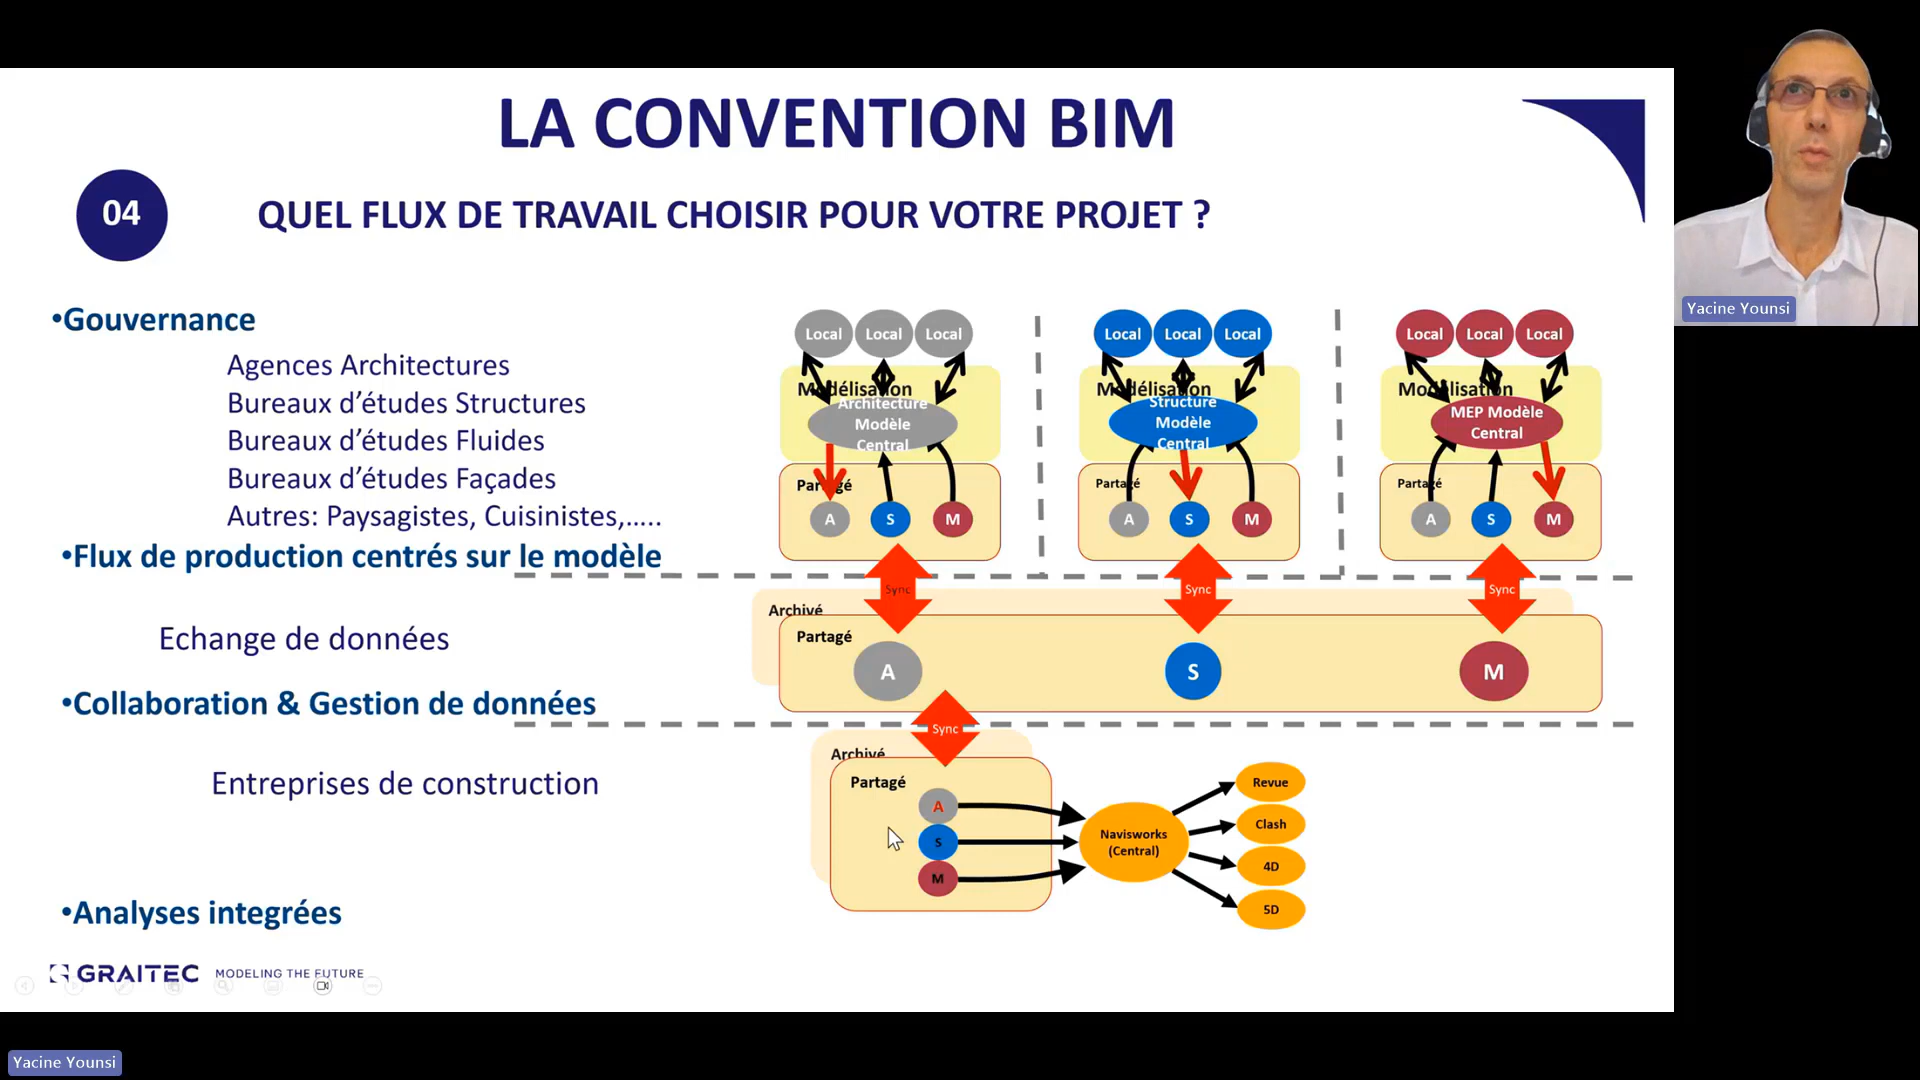 LA CONVENTION BIM
04
QUEL FLUX DE TRAVAIL CHOISIR POUR VOTRE PROJET ?
•Gouvernance
Agences Architectures
Bureaux d’études Structures
Bureaux d’études Fluides
Bureaux d’études Façades
Autres: Paysagistes, Cuisinistes,…..
•Flux de production centrés sur le modèle
Echange de données
•Collaboration & Gestion de données
Entreprises de construction
•Analyses integrées
GRAITEC MODELING THE FUTURE
Local Local Local
Modélisation
Architecture
Modèle
Central
Partagé
A S M
Local Local Local
Modélisation
Structure
Modèle
Central
Partagé
A S M
Local Local Local
Modélisation
MEP Modèle
Central
Partagé
A S M
Sync Sync Sync
Archivé
Partagé
A S M
Sync
Archivé
Partagé
A
S
M
Navisworks
(Central)
Revue
Clash
4D
5D
Yacine Younsi
Yacine Younsi